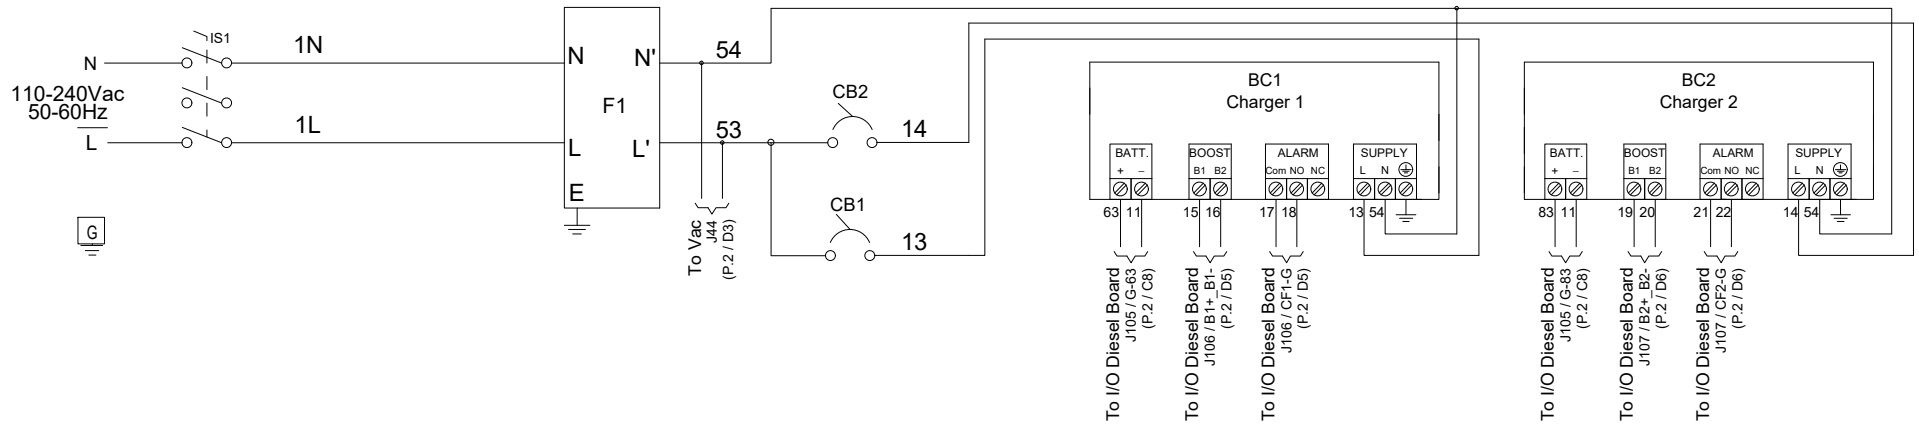 N
110-240Vac
50-60Hz
L
G
IS1
1N
1L
N
L
E
F1
N'
L'
54
53
To Vac
J44
(P.2 / D3)
CB2
14
CB1
13
BC1
Charger 1
BATT.
+ –
BOOST
B1 B2
ALARM
Com NO NC
SUPPLY
L N
63 11
15 16
17 18
13 54
To I/O Diesel Board
J105 / G-63
(P.2 / C8)
To I/O Diesel Board
J106 / B1+_B1-
(P.2 / D5)
To I/O Diesel Board
J106 / CF1-G
(P.2 / D5)
BC2
Charger 2
BATT.
+ –
BOOST
B1 B2
ALARM
Com NO NC
SUPPLY
L N
83 11
19 20
21 22
14 54
To I/O Diesel Board
J105 / G-83
(P.2 / C8)
To I/O Diesel Board
J107 / B2+_B2-
(P.2 / D6)
To I/O Diesel Board
J107 / CF2-G
(P.2 / D6)